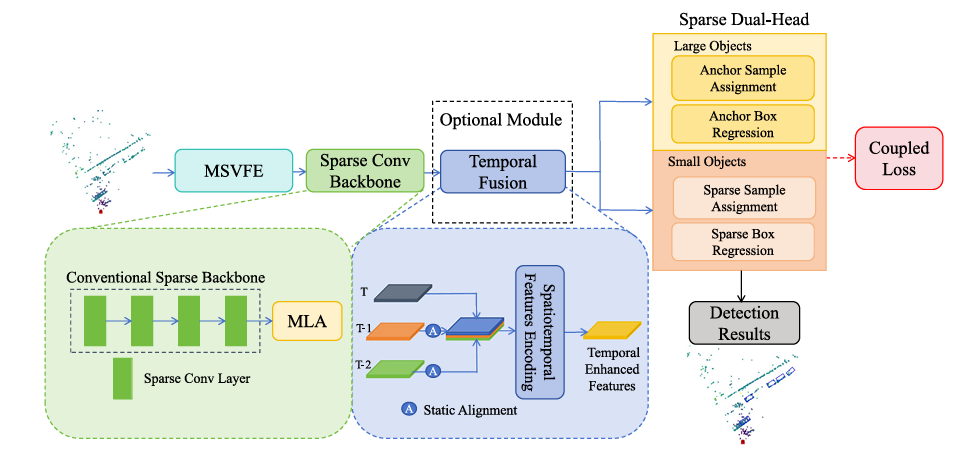 Sparse Dual-Head
Large Objects
Anchor Sample
Assignment
Anchor Box
Regression
Optional Module
MSVFE
Sparse Conv
Backbone
Temporal
Fusion
Small Objects
Sparse Sample
Assignment
Sparse Box
Regression
Coupled
Loss
Conventional Sparse Backbone
MLA
Sparse Conv Layer
T
T-1
A
T-2
A
Spatiotemporal
Features Encoding
Temporal
Enhanced
Features
A
Static Alignment
Detection
Results